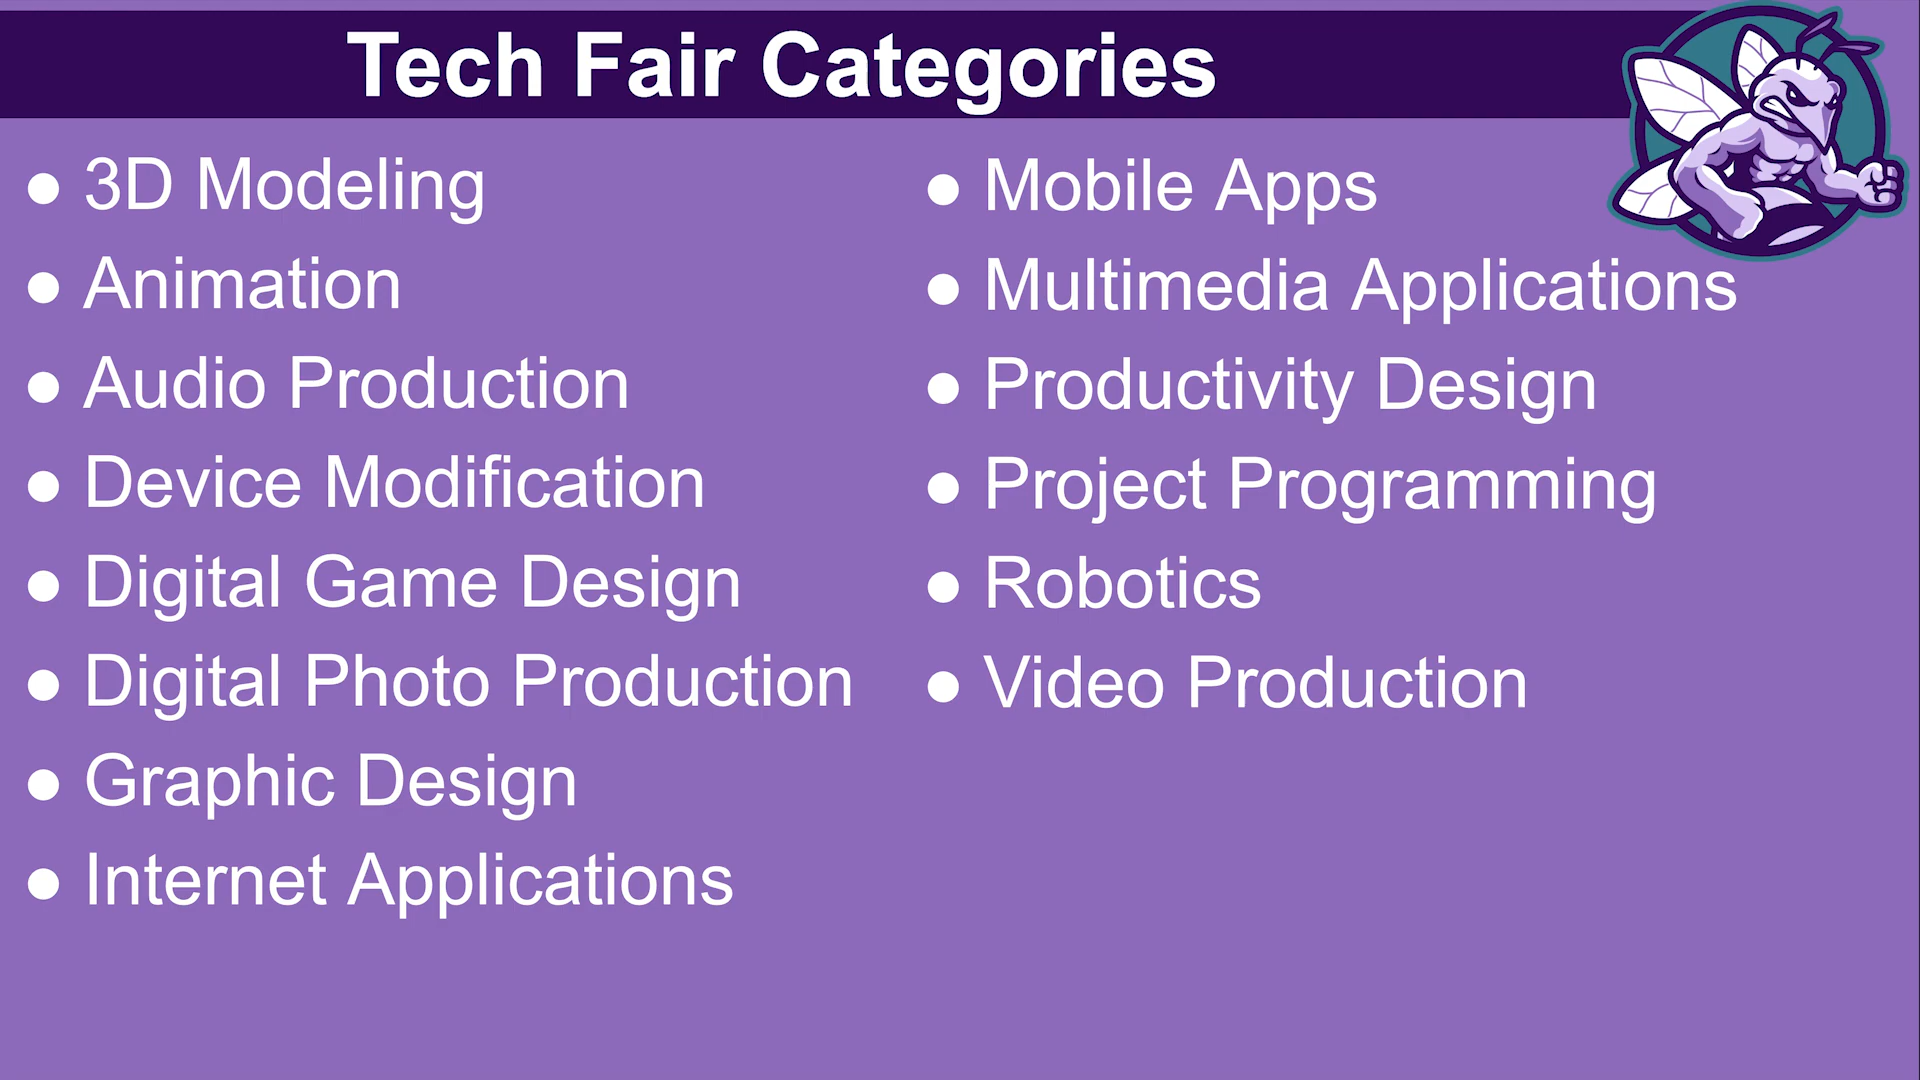 Tech Fair Categories
● 3D Modeling
● Animation
● Audio Production
● Device Modification
● Digital Game Design
● Digital Photo Production
● Graphic Design
● Internet Applications
● Mobile Apps
● Multimedia Applications
● Productivity Design
● Project Programming
● Robotics
● Video Production